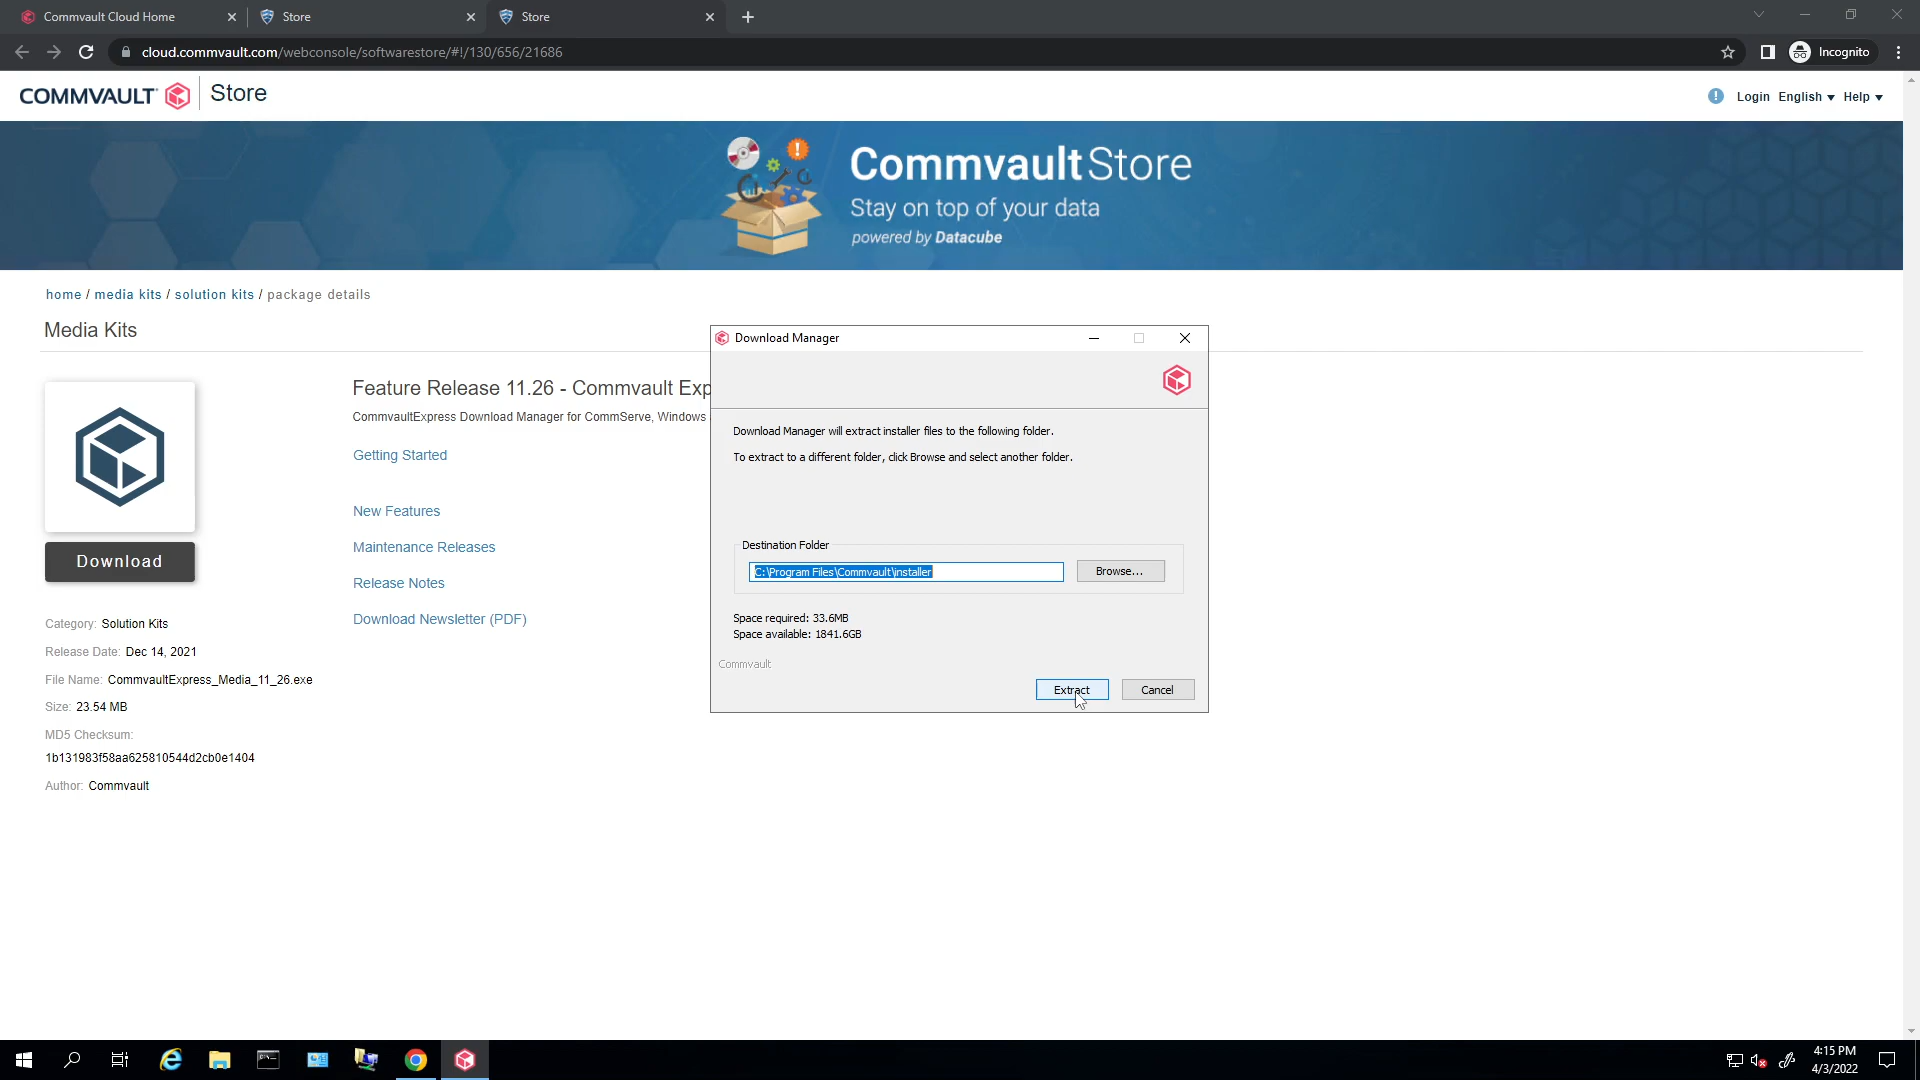 Commvault Cloud Home
Store
Store
cloud.commvault.com/webconsole/softwarestore/#!/130/656/21686
Incognito
COMMVAULT Store
Login English Help
Commvault Store
Stay on top of your data
powered by Datacube
home / media kits / solution kits / package details
Media Kits
Feature Release 11.26 - Commvault Exp
CommvaultExpress Download Manager for CommServe, Windows
Getting Started
New Features
Maintenance Releases
Release Notes
Download Newsletter (PDF)
Download
Category: Solution Kits
Release Date: Dec 14, 2021
File Name: CommvaultExpress_Media_11_26.exe
Size: 23.54 MB
MD5 Checksum:
1b131983f58aa625810544d2cb0e1404
Author: Commvault
Download Manager
Download Manager will extract installer files to the following folder.
To extract to a different folder, click Browse and select another folder.
Destination Folder
C:\Program Files\Commvault\installer
Browse...
Space required: 33.6MB
Space available: 1841.6GB
Commvault
Extract
Cancel
4:15 PM
4/3/2022